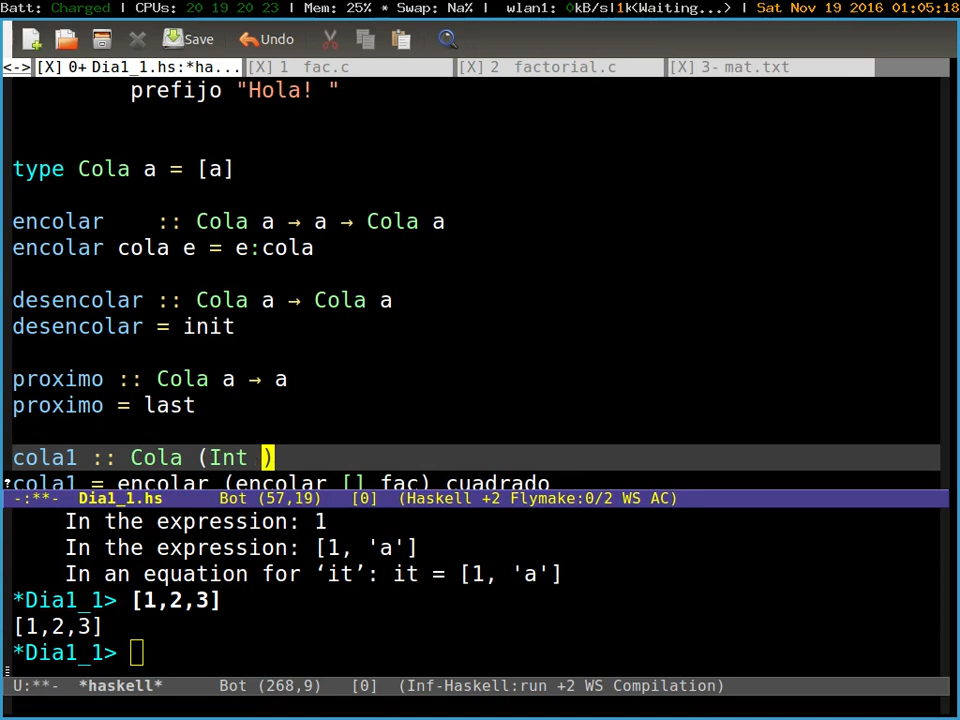 Batt: Charged | CPUs: 20 19 20 23 | Mem: 25% * Swap: Na% | wlan1: 0kB/s|1k<Waiting...> | Sat Nov 19 2016 01:05:18
Save Undo
<-> [X] 0+ Dia1_1.hs:*ha... [X] 1 fac.c [X] 2 factorial.c [X] 3- mat.txt
prefijo "Hola! "
type Cola a = [a]
encolar :: Cola a → a → Cola a
encolar cola e = e:cola
desencolar :: Cola a → Cola a
desencolar = init
proximo :: Cola a → a
proximo = last
cola1 :: Cola (Int )
cola1 = encolar (encolar [] fac) cuadrado
-:**- Dia1_1.hs Bot (57,19) [0] (Haskell +2 Flymake:0/2 WS AC)
In the expression: 1
In the expression: [1, 'a']
In an equation for ‘it’: it = [1, 'a']
*Dia1_1> [1,2,3]
[1,2,3]
*Dia1_1>
U:**- *haskell* Bot (268,9) [0] (Inf-Haskell:run +2 WS Compilation)